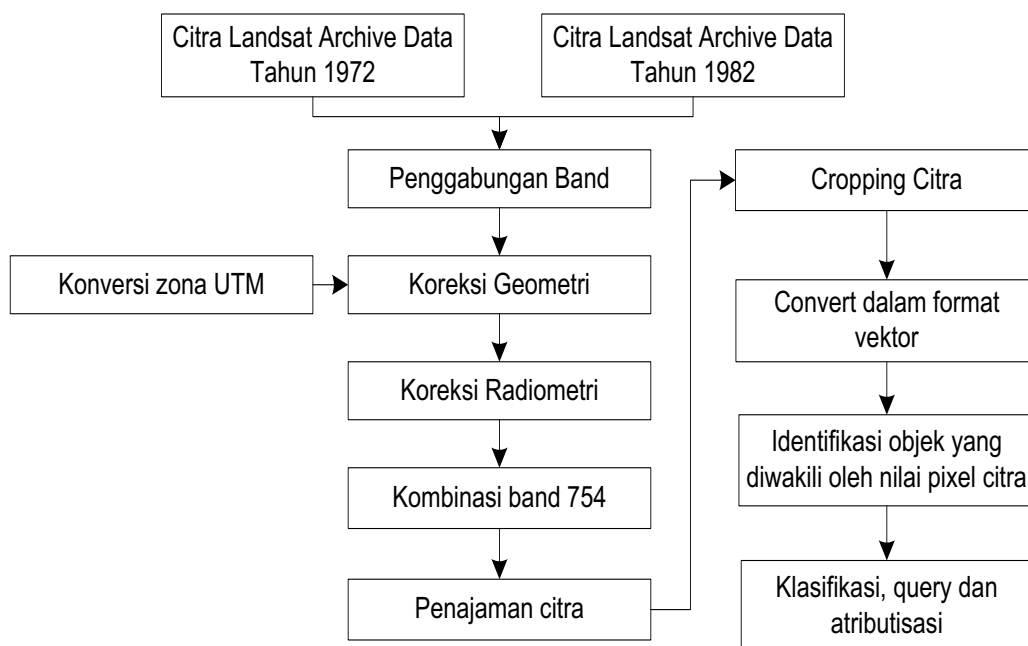 Citra Landsat Archive Data
Tahun 1972
Citra Landsat Archive Data
Tahun 1982
Penggabungan Band
Konversi zona UTM
Koreksi Geometri
Koreksi Radiometri
Kombinasi band 754
Penajaman citra
Cropping Citra
Convert dalam format
vektor
Identifikasi objek yang
diwakili oleh nilai pixel citra
Klasifikasi, query dan
atributisasi